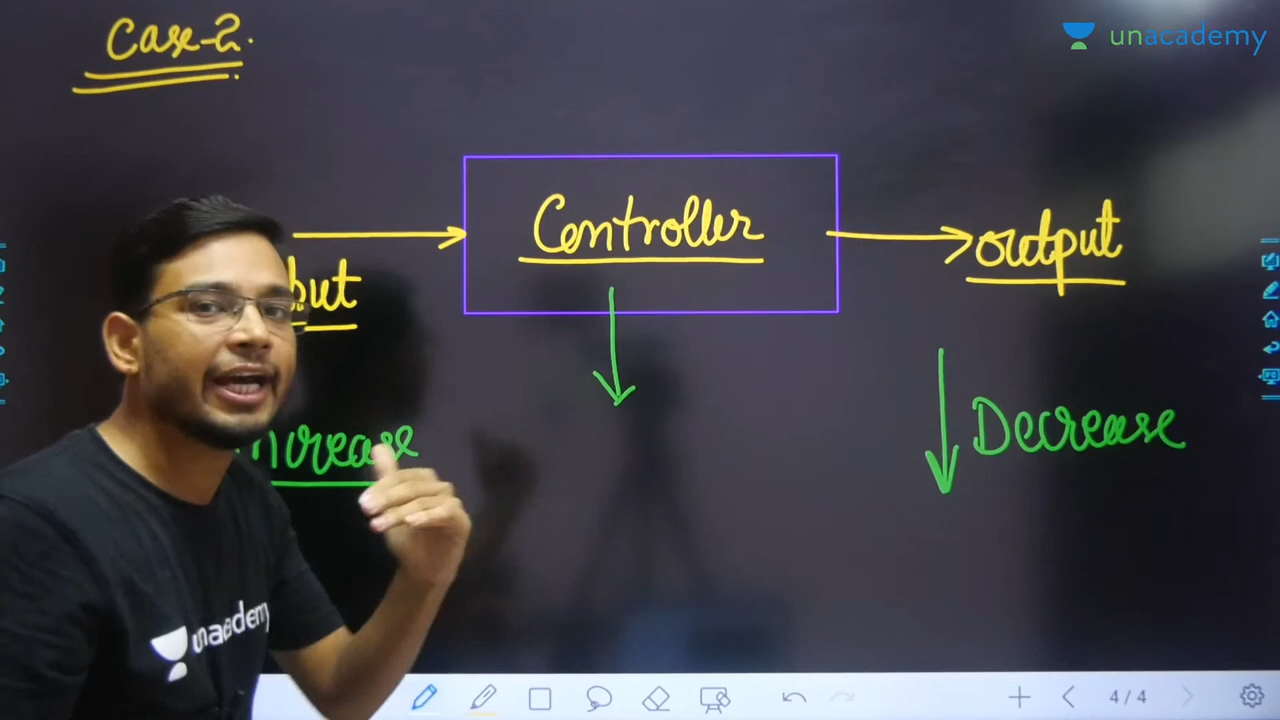 Case-2.
unacademy
Controller
output
Decrease
unacademy
4/4